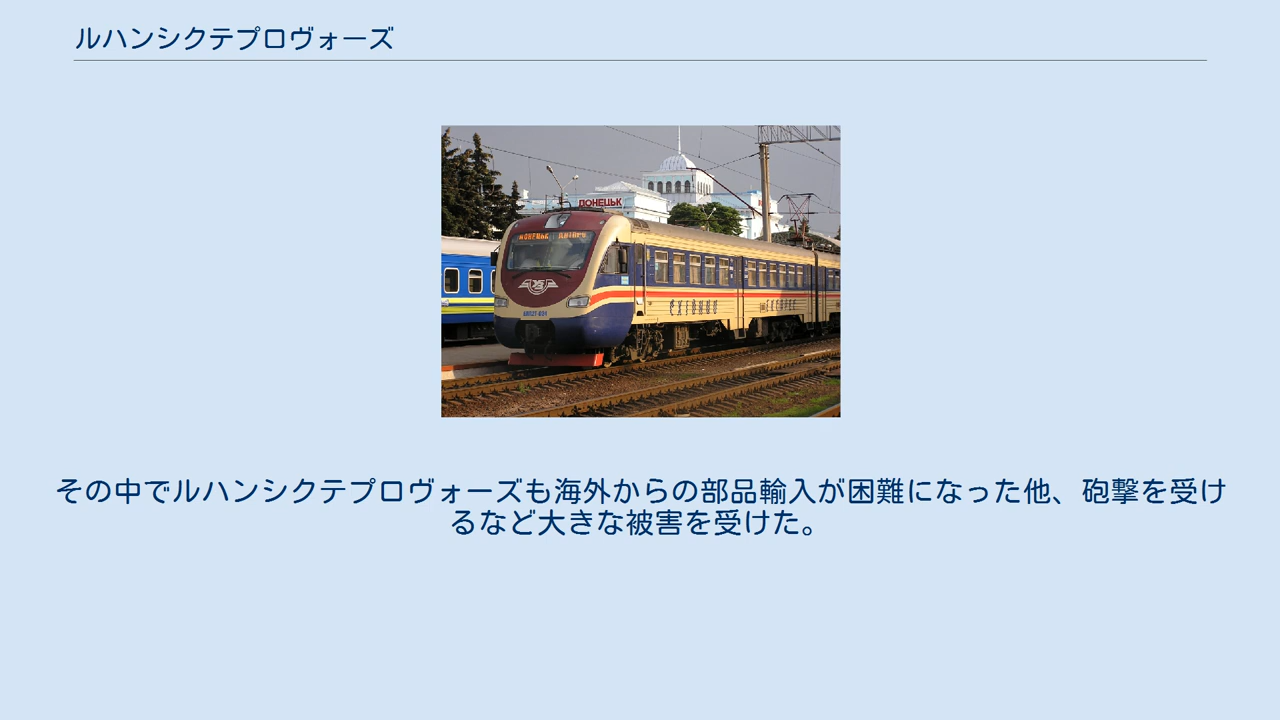 ルハンシクテプロヴォーズ
ДОНЕЦЬК
その中でルハンシクテプロヴォーズも海外からの部品輸入が困難になった他、砲撃を受け
るなど大きな被害を受けた。